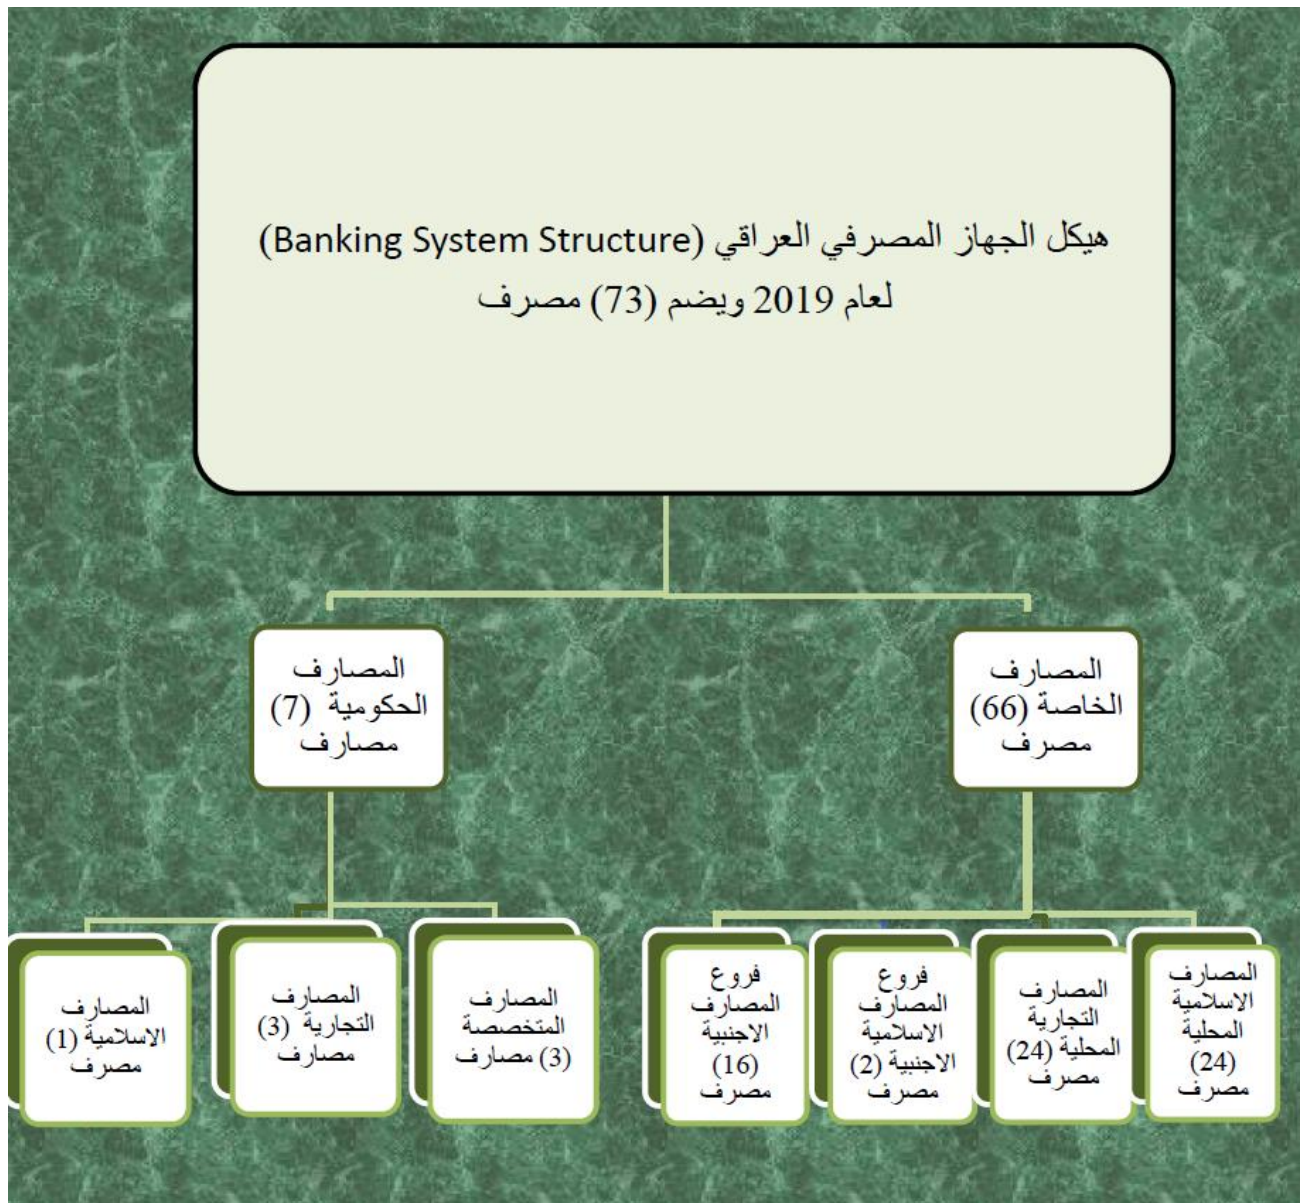 هيكل الجهاز المصرفي العراقي (Banking System Structure)
لعام 2019 ويضم (73) مصرف
المصارف
الخاصة (66)
مصرف
المصارف
الحكومية (7)
مصارف
المصارف
الاسلامية
المحلية
(24)
مصرف
المصارف
التجارية
المحلية (24)
مصرف
فروع
المصارف
الاسلامية
الاجنبية (2)
مصرف
فروع
المصارف
الاجنبية
(16)
مصرف
المصارف
المتخصصة
(3) مصارف
المصارف
التجارية (3)
مصارف
المصارف
الاسلامية (1)
مصرف